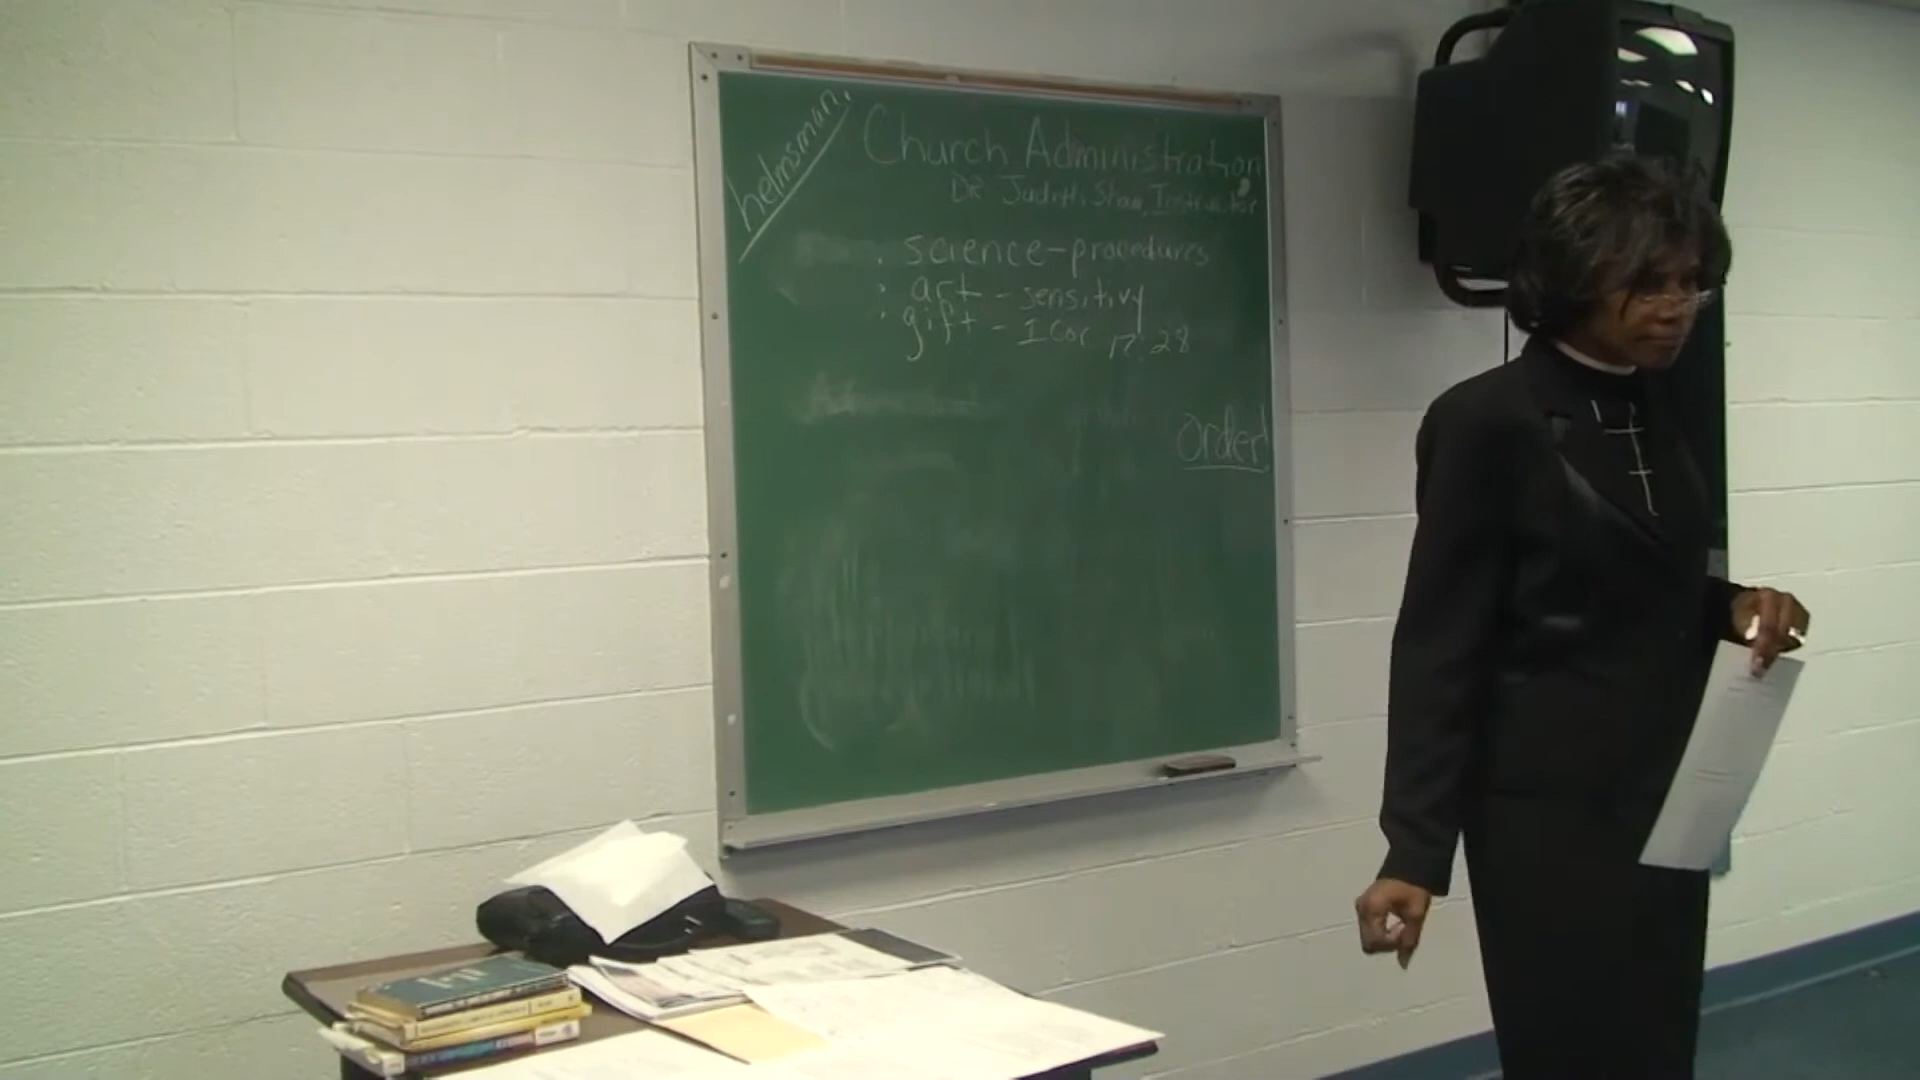 helmsman.
Church Administration
DR Judith Shaw, Instructor
. science-procedures
. art - sensitivy
. gift - I Cor 12:28
order